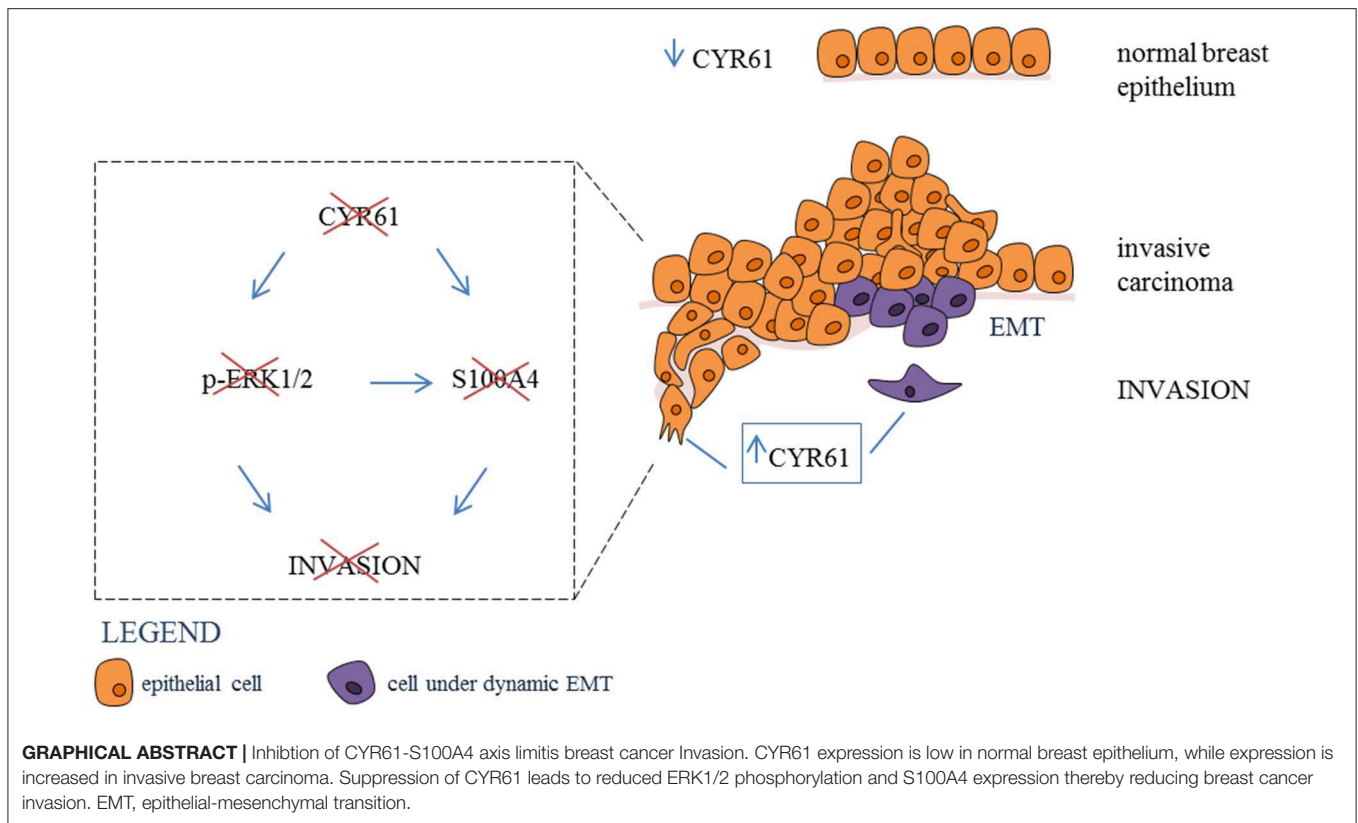 ↓ CYR61
normal breast
epithelium
CYR61
p-ERK1/2
S100A4
INVASION
invasive
carcinoma
EMT
INVASION
↑CYR61
LEGEND
epithelial cell
cell under dynamic EMT
GRAPHICAL ABSTRACT | Inhibtion of CYR61-S100A4 axis limitis breast cancer Invasion. CYR61 expression is low in normal breast epithelium, while expression is
increased in invasive breast carcinoma. Suppression of CYR61 leads to reduced ERK1/2 phosphorylation and S100A4 expression thereby reducing breast cancer
invasion. EMT, epithelial-mesenchymal transition.